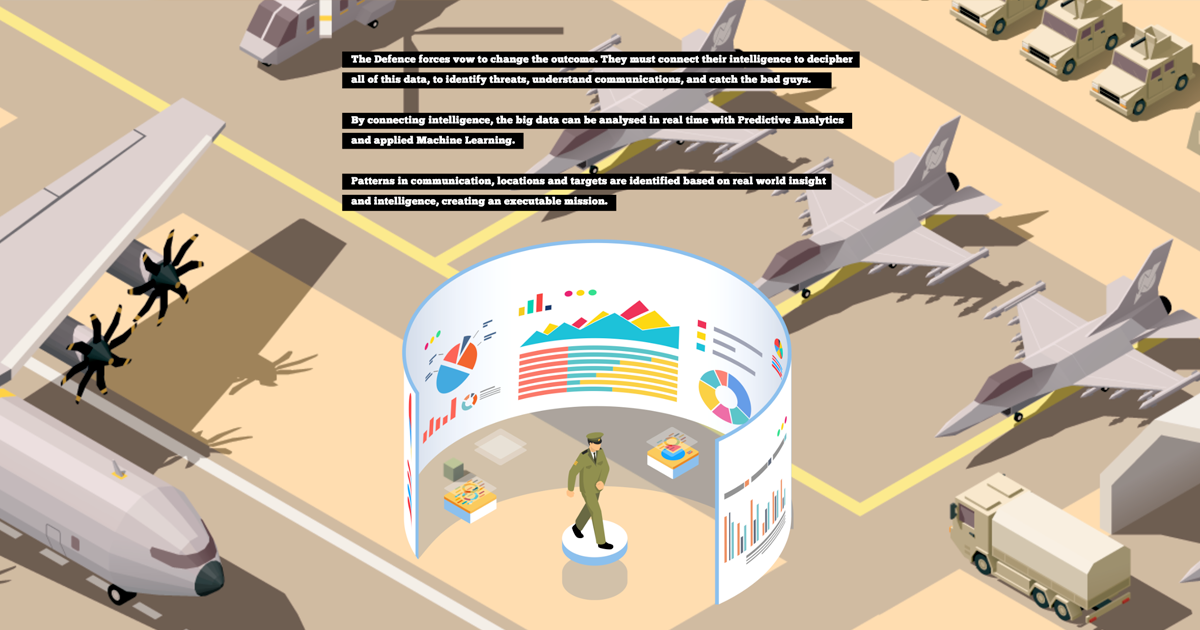 The Defence forces vow to change the outcome. They must connect their intelligence to decipher
all of this data, to identify threats, understand communications, and catch the bad guys.
By connecting intelligence, the big data can be analysed in real time with Predictive Analytics
and applied Machine Learning.
Patterns in communication, locations and targets are identified based on real world insight
and intelligence, creating an executable mission.